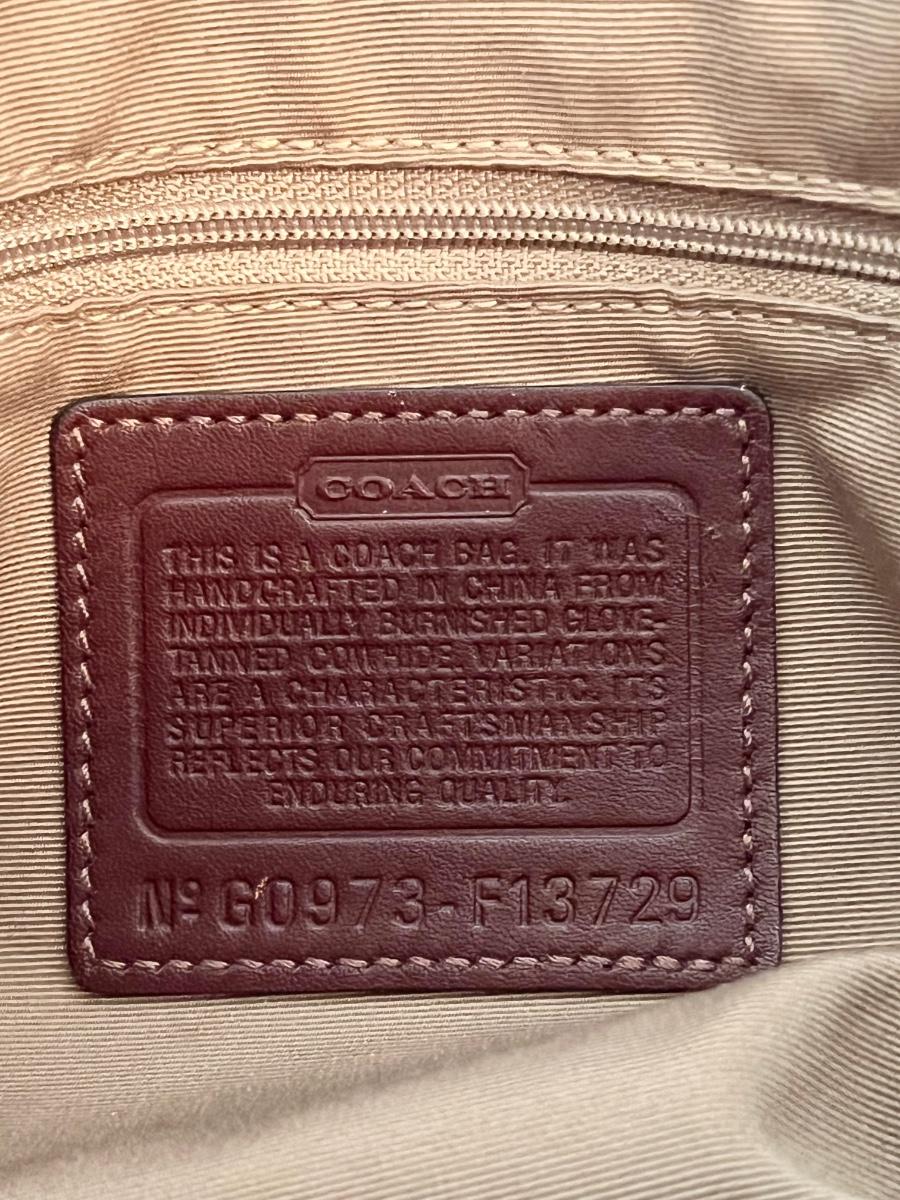 COACH
THIS IS A COACH BAG. IT WAS
HANDCRAFTED IN CHINA FROM
INDIVIDUALLY BURNISHED GLOVE-
TANNED COWHIDE. VARIATIONS
ARE A CHARACTERISTIC. ITS
SUPERIOR CRAFTSMANSHIP
REFLECTS OUR COMMITMENT TO
ENDURING QUALITY.
Nº G0973-F13729